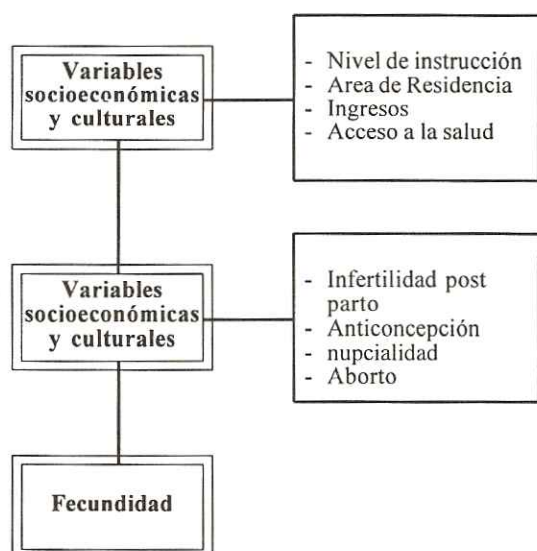 Variables
socioeconómicas
y culturales
- Nivel de instrucción
- Area de Residencia
- Ingresos
- Acceso a la salud
Variables
socioeconómicas
y culturales
- Infertilidad post
parto
- Anticoncepción
- nupcialidad
- Aborto
Fecundidad